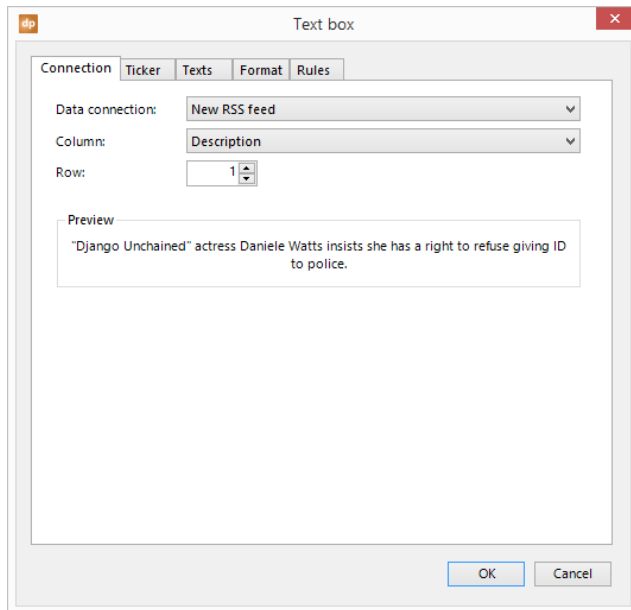 dp
Text box
Connection Ticker Texts Format Rules
Data connection: New RSS feed
Column: Description
Row: 1
Preview
"Django Unchained" actress Daniele Watts insists she has a right to refuse giving ID
to police.
OK Cancel